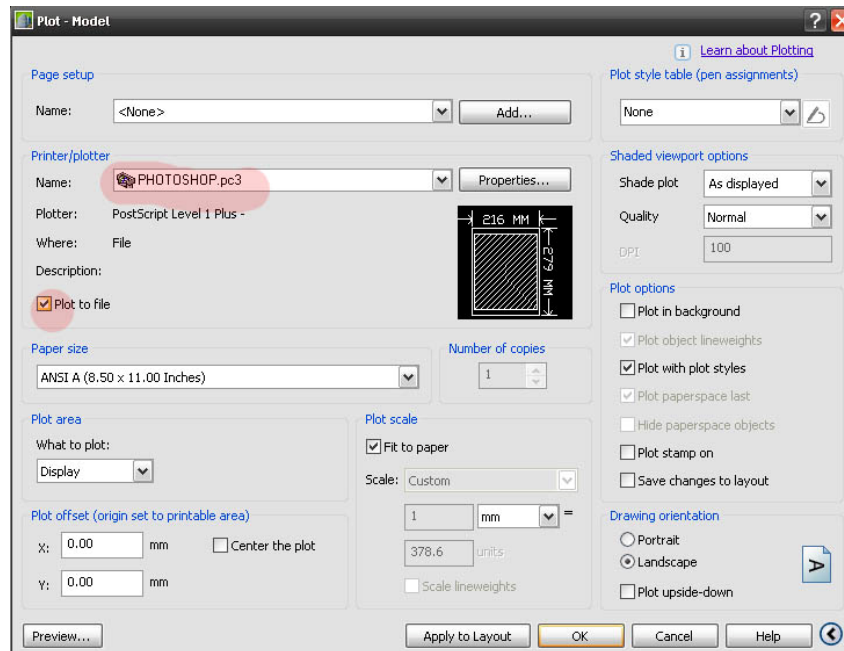 Plot - Model
Learn about Plotting
Page setup
Name: <None> Add...
Plot style table (pen assignments)
None
Printer/plotter
Name: PHOTOSHOP.pc3 Properties...
Plotter: PostScript Level 1 Plus -
Where: File
Description:
Plot to file
216 MM
279 MM
Shaded viewport options
Shade plot As displayed
Quality Normal
DPI 100
Paper size
ANSI A (8.50 x 11.00 Inches)
Number of copies
1
Plot options
Plot in background
Plot object lineweights
Plot with plot styles
Plot paperspace last
Hide paperspace objects
Plot stamp on
Save changes to layout
Plot area
What to plot:
Display
Plot scale
Fit to paper
Scale: Custom
1 mm =
378.6 units
Scale lineweights
Plot offset (origin set to printable area)
X: 0.00 mm Center the plot
Y: 0.00 mm
Drawing orientation
Portrait
Landscape
Plot upside-down
A
Preview... Apply to Layout OK Cancel Help